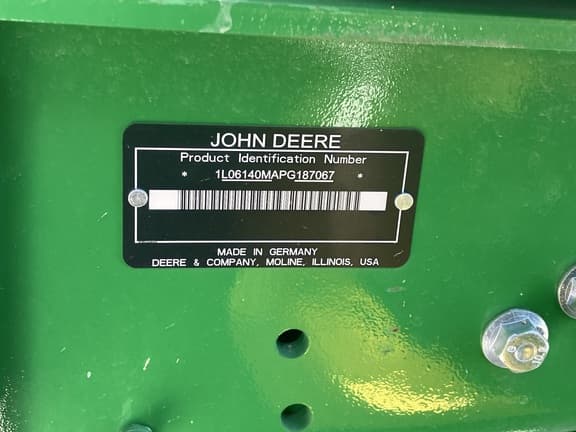 JOHN DEERE
Product Identification Number
* 1L06140MAPG187067 *
MADE IN GERMANY
DEERE & COMPANY, MOLINE, ILLINOIS, USA